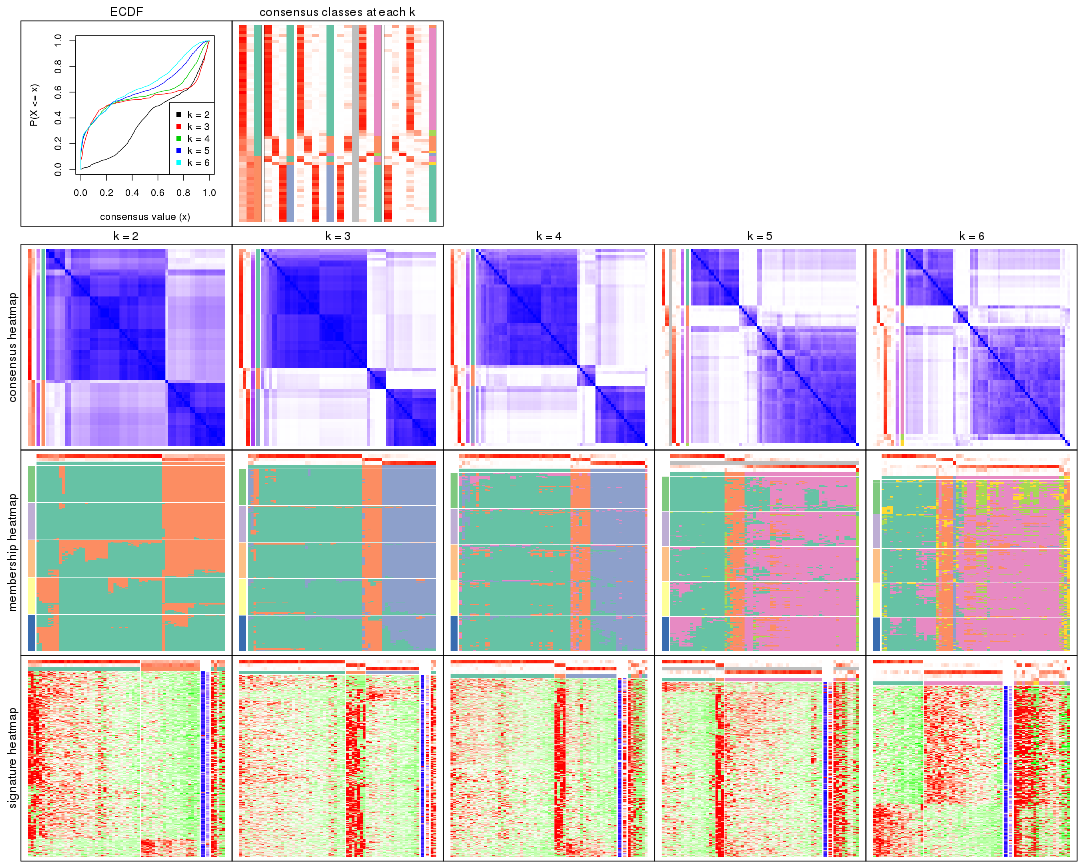 ECDF
consensus classes at each k
P(X <= x)
1.0
0.8
0.6
0.4
0.2
0.0
k = 2
k = 3
k = 4
k = 5
k = 6
0.0 0.2 0.4 0.6 0.8 1.0
consensus value (x)
k = 2
k = 3
k = 4
k = 5
k = 6
consensus heatmap
membership heatmap
signature heatmap